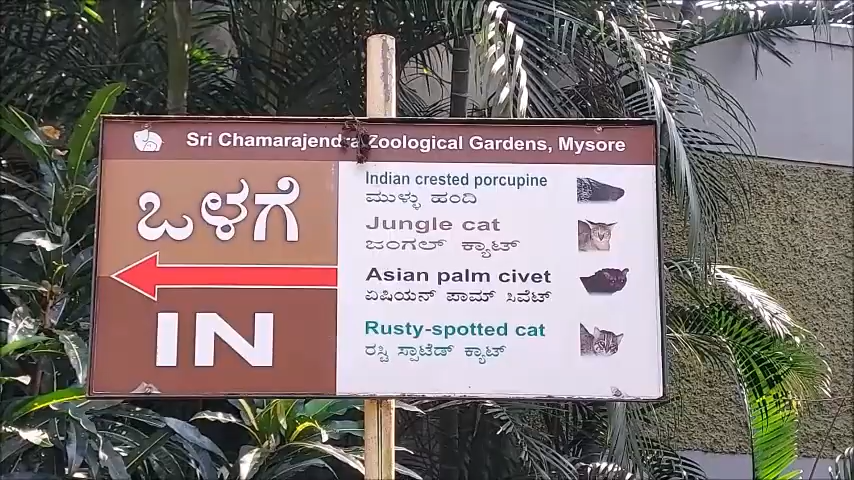 Sri Chamarajendra Zoological Gardens, Mysore
ಒಳಗೆ
IN
Indian crested porcupine
ಮುಳ್ಳು ಹಂದಿ
Jungle cat
ಜಂಗಲ್ ಕ್ಯಾಟ್
Asian palm civet
ಏಷಿಯನ್ ಪಾಮ್ ಸಿವೆಟ್
Rusty-spotted cat
ರಸ್ಟಿ ಸ್ಪಾಟೆಡ್ ಕ್ಯಾಟ್